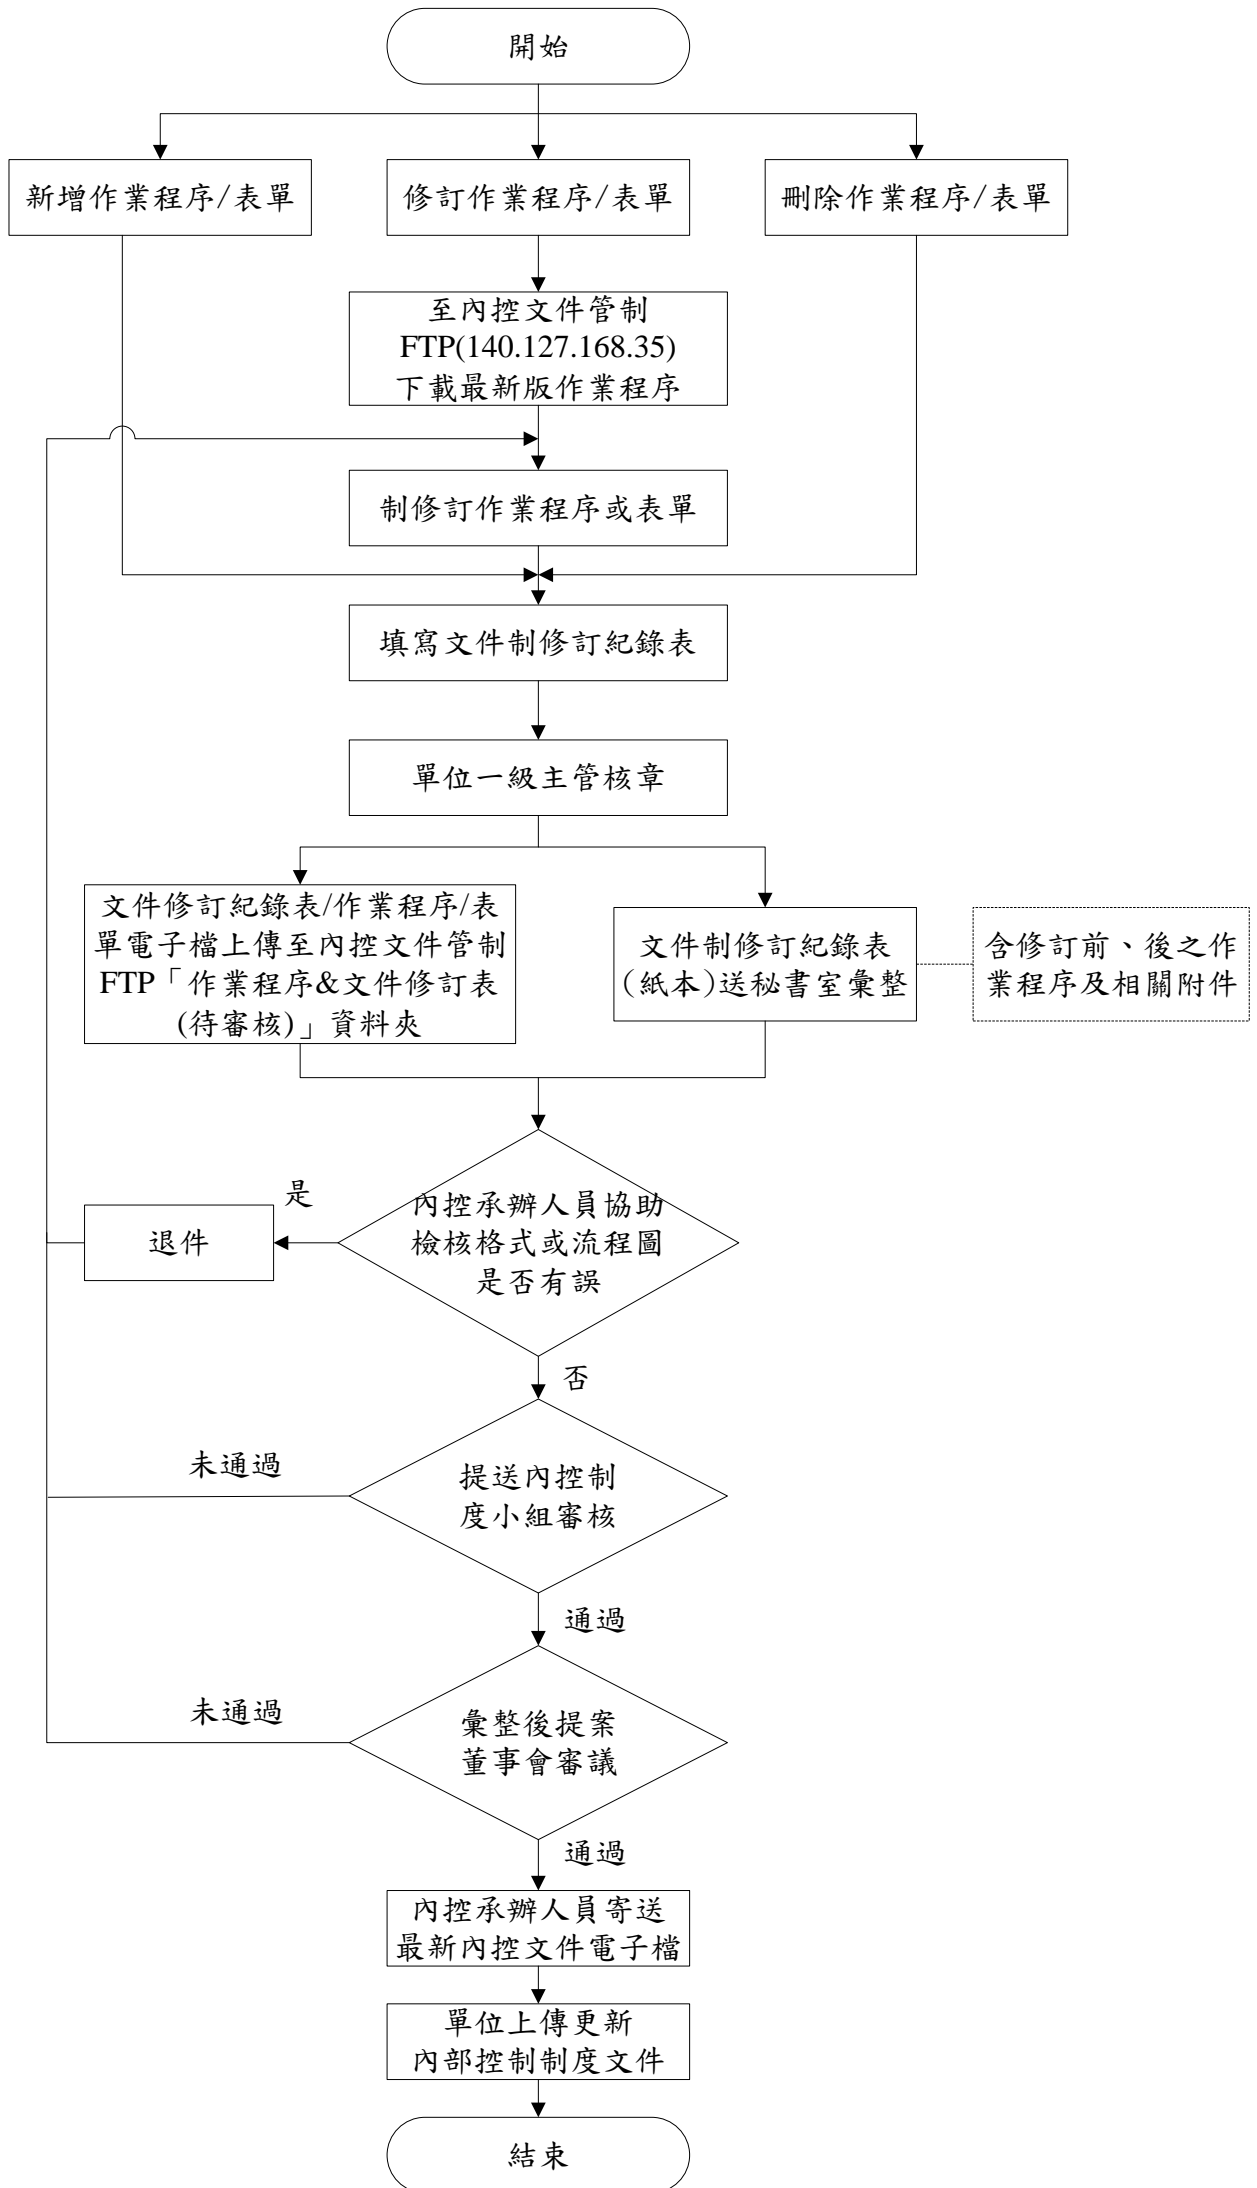 開始
新增作業程序/表單
修訂作業程序/表單
刪除作業程序/表單
至內控文件管制
FTP(140.127.168.35)
下載最新版作業程序
制修訂作業程序或表單
填寫文件制修訂紀錄表
單位一級主管核章
文件修訂紀錄表/作業程序/表
單電子檔上傳至內控文件管制
FTP「作業程序&文件修訂表
(待審核)」資料夾
文件制修訂紀錄表
(紙本)送秘書室彙整
含修訂前、後之作
業程序及相關附件
內控承辦人員協助
檢核格式或流程圖
是否有誤
是
退件
否
提送內控制
度小組審核
未通過
通過
彙整後提案
董事會審議
未通過
通過
內控承辦人員寄送
最新內控文件電子檔
單位上傳更新
內部控制制度文件
結束